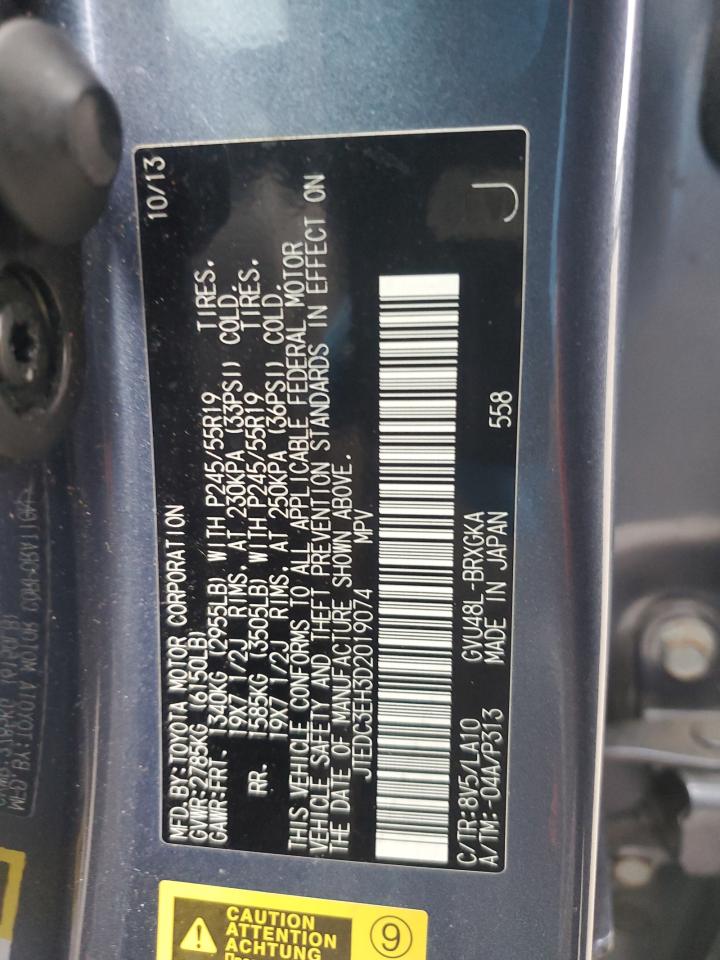 MFD.BY:TOYOTA MOTOR CORPORATION 10/13
GVWR:2785KG (6150LB)
GAWR:FRT. 1340KG (2955LB) WITH P245/55R19 TIRES.
19X7 1/2J RIMS, AT 230KPA (33PSI) COLD.
RR. 1585KG (3505LB) WITH P245/55R19 TIRES.
19X7 1/2J RIMS, AT 250KPA (36PSI) COLD.
THIS VEHICLE CONFORMS TO ALL APPLICABLE FEDERAL MOTOR
VEHICLE SAFETY AND THEFT PREVENTION STANDARDS IN EFFECT ON
THE DATE OF MANUFACTURE SHOWN ABOVE.
JTEDC3EH3D2019074 MPV
C/TR:8V5/LA10 GVU48L-BRXGKA 558
A/TM:-04A/P313 MADE IN JAPAN J
CAUTION
ATTENTION
ACHTUNG
9